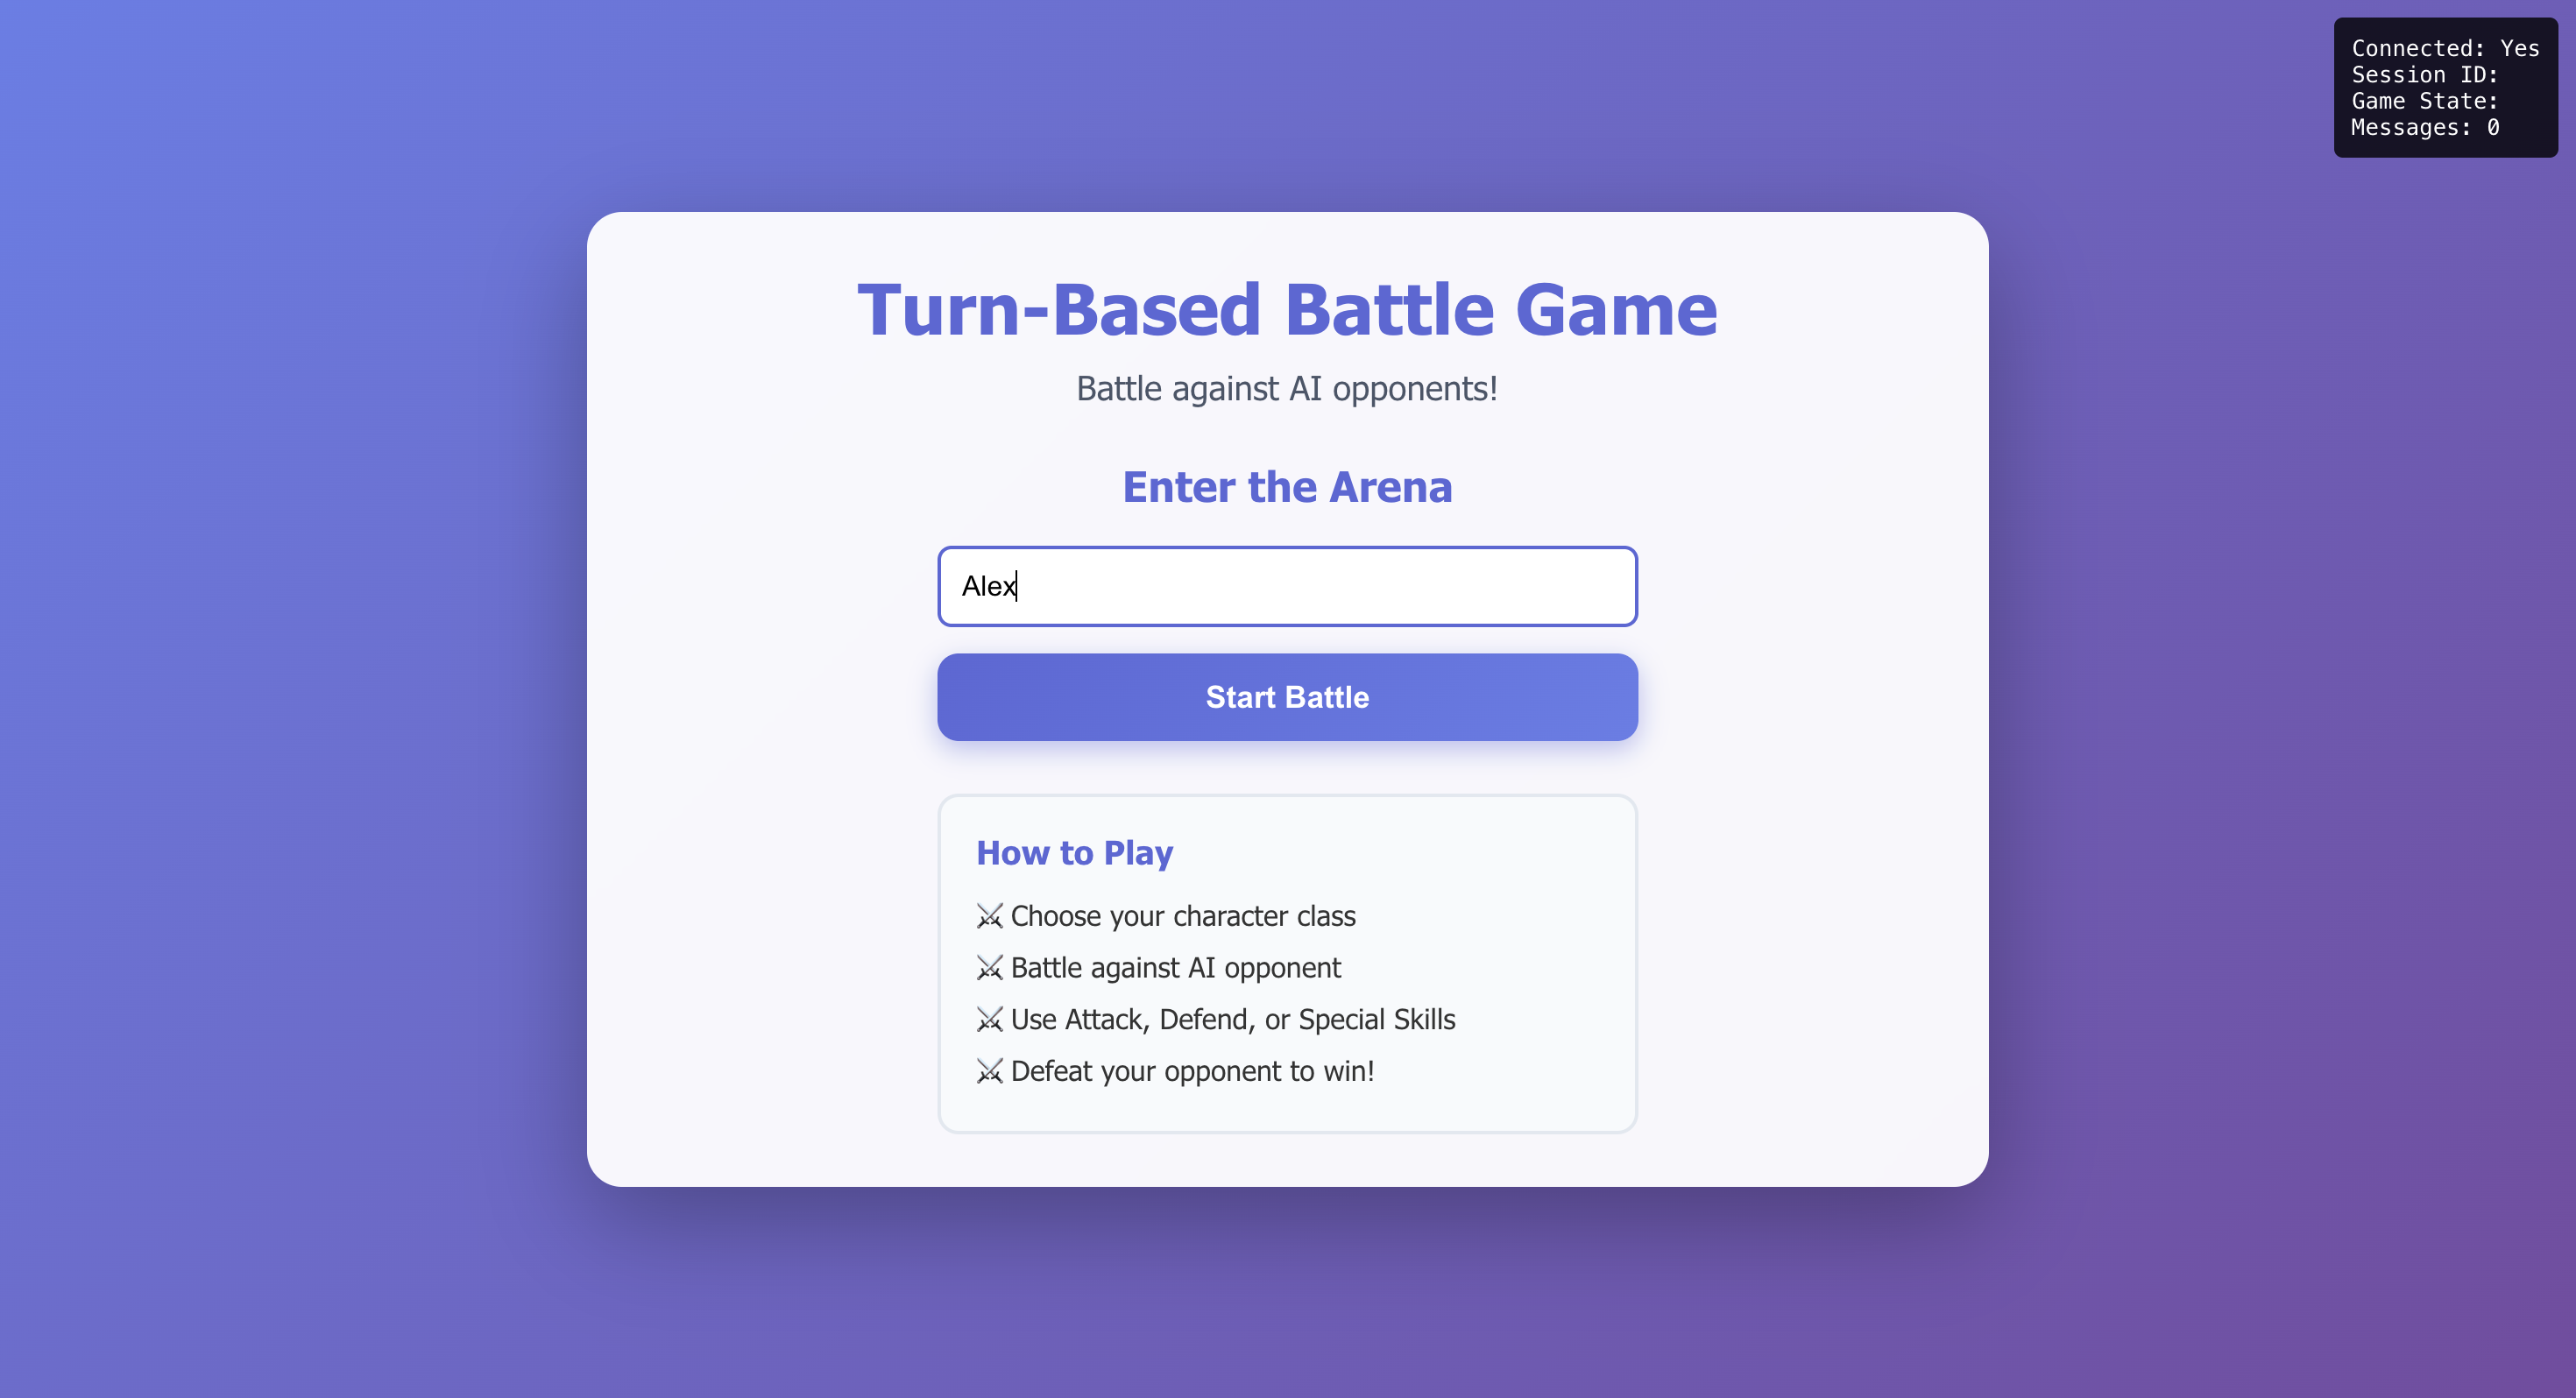 Connected: Yes
Session ID:
Game State:
Messages: 0
Turn-Based Battle Game
Battle against AI opponents!
Enter the Arena
Alex
Start Battle
How to Play
⚔ Choose your character class
⚔ Battle against AI opponent
⚔ Use Attack, Defend, or Special Skills
⚔ Defeat your opponent to win!